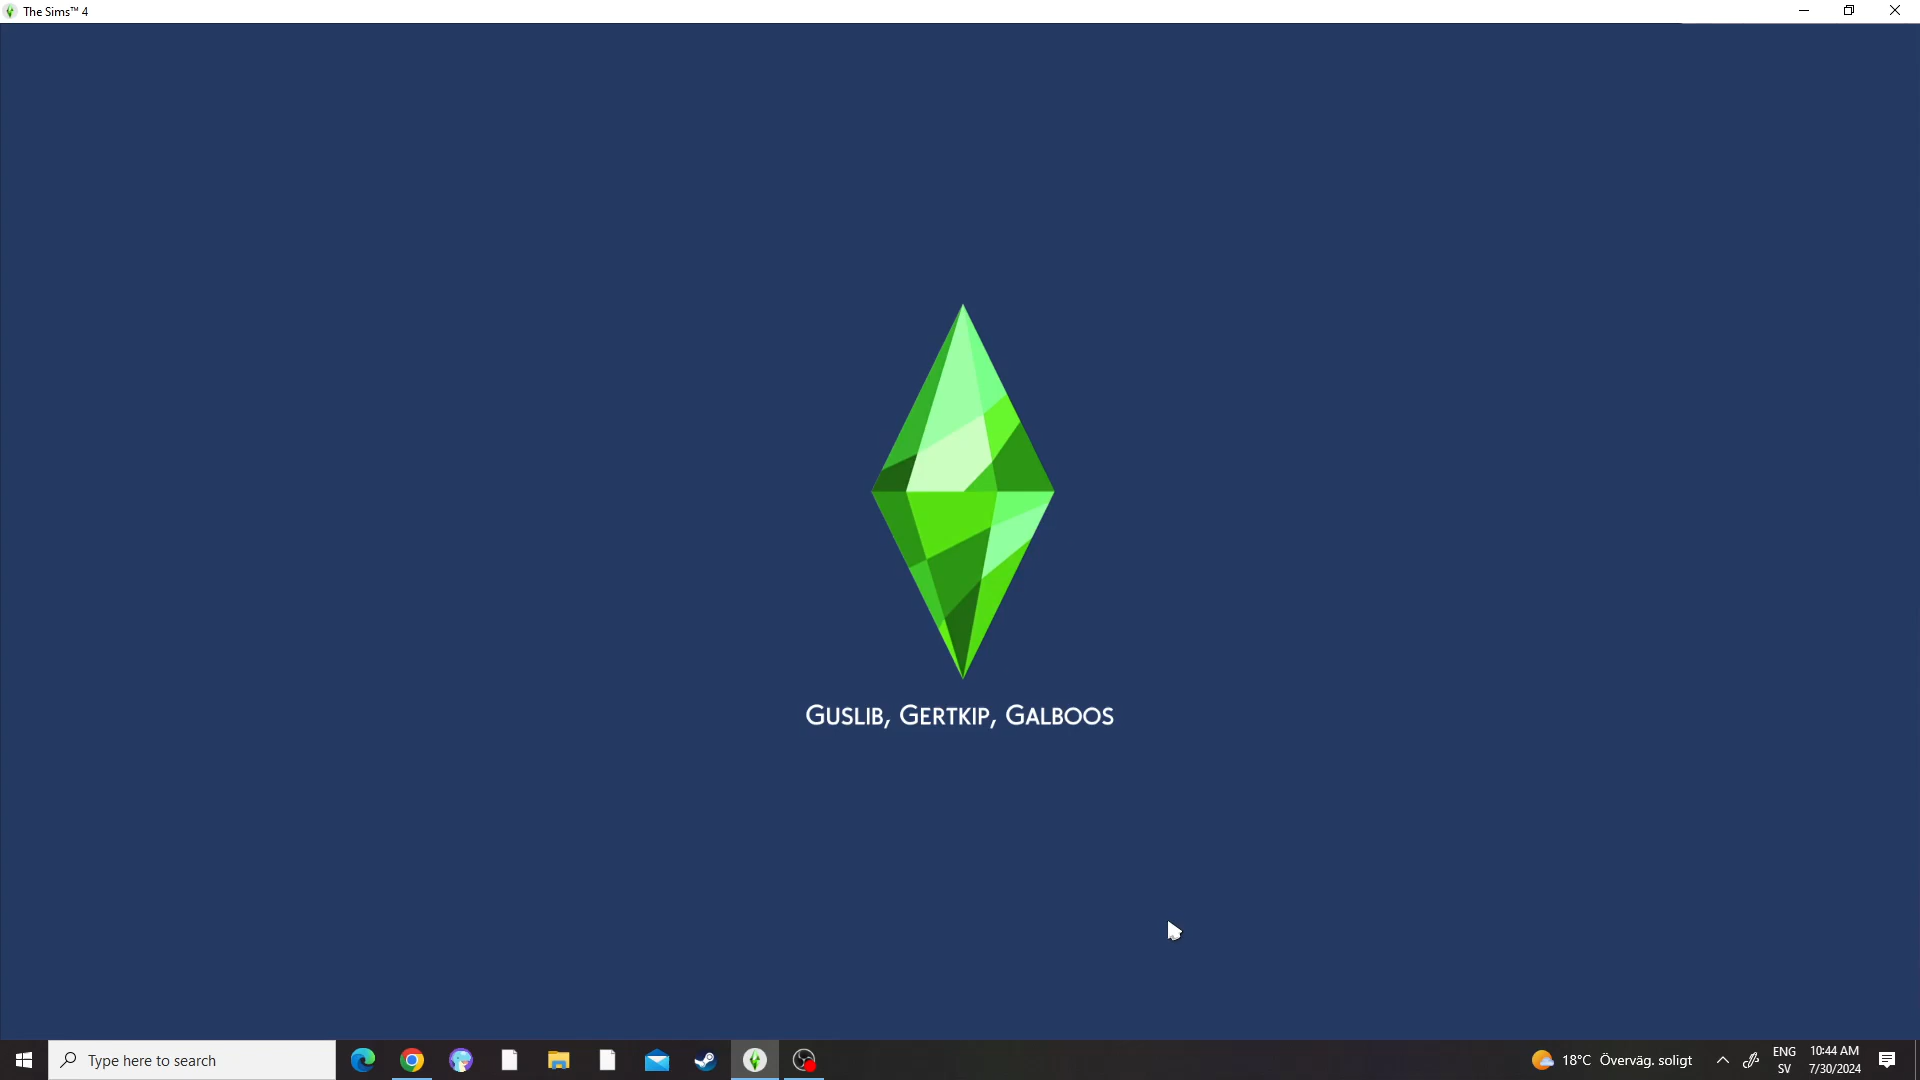 The Sims™ 4
GUSLIB, GERTKIP, GALBOOS
Type here to search
18°C Överväg. soligt
ENG
SV
10:44 AM
7/30/2024